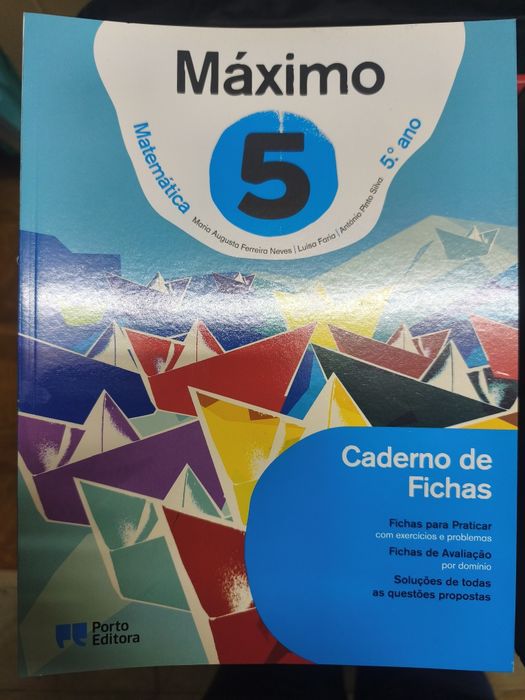 Máximo
5
Matemática
5.º ano
Maria Augusta Ferreira Neves | Luísa Faria | António Pinto Silva
Caderno de
Fichas
Fichas para Praticar
com exercícios e problemas
Fichas de Avaliação
por domínio
Soluções de todas
as questões propostas
Porto
Editora